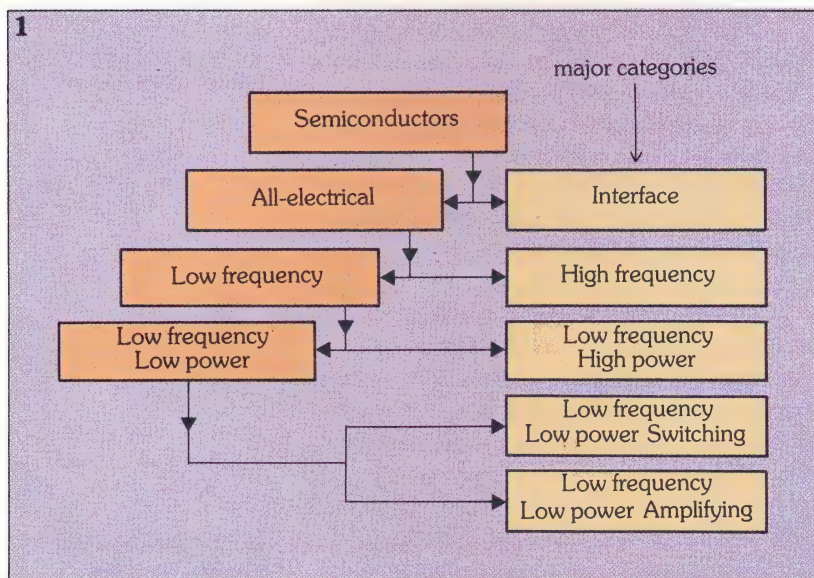 1
major categories
Semiconductors
All-electrical
Interface
Low frequency
High frequency
Low frequency
Low power
Low frequency
High power
Low frequency
Low power Switching
Low frequency
Low power Amplifying